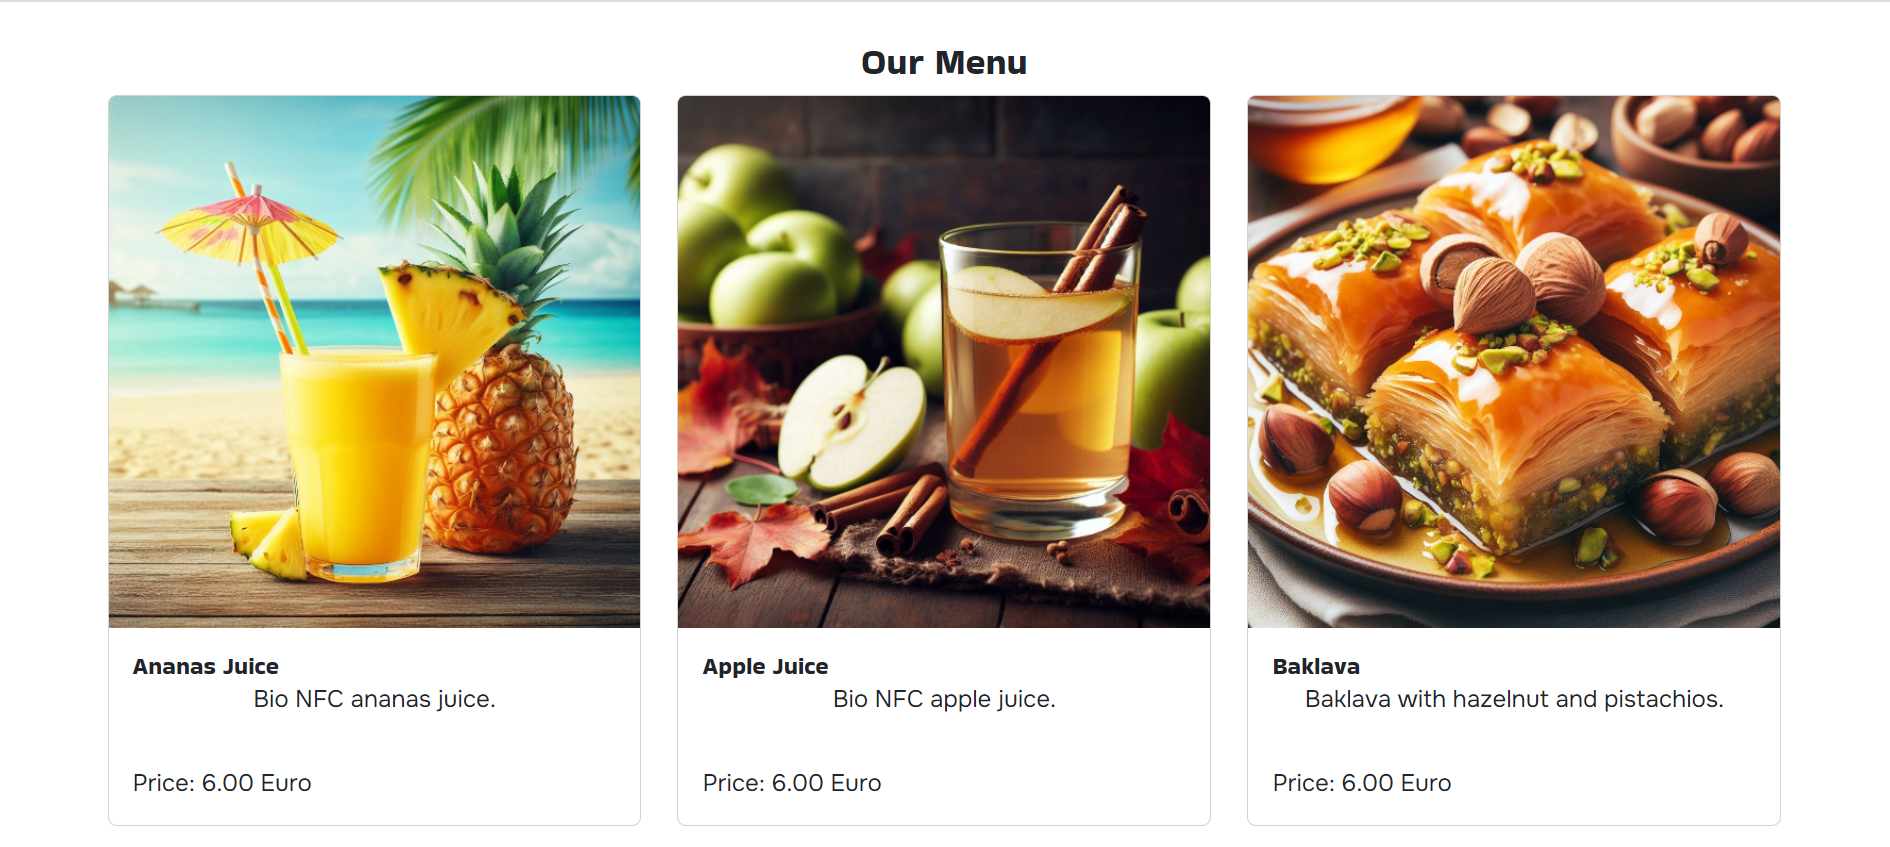 Our Menu
Ananas Juice
Bio NFC ananas juice.
Price: 6.00 Euro
Apple Juice
Bio NFC apple juice.
Price: 6.00 Euro
Baklava
Baklava with hazelnut and pistachios.
Price: 6.00 Euro